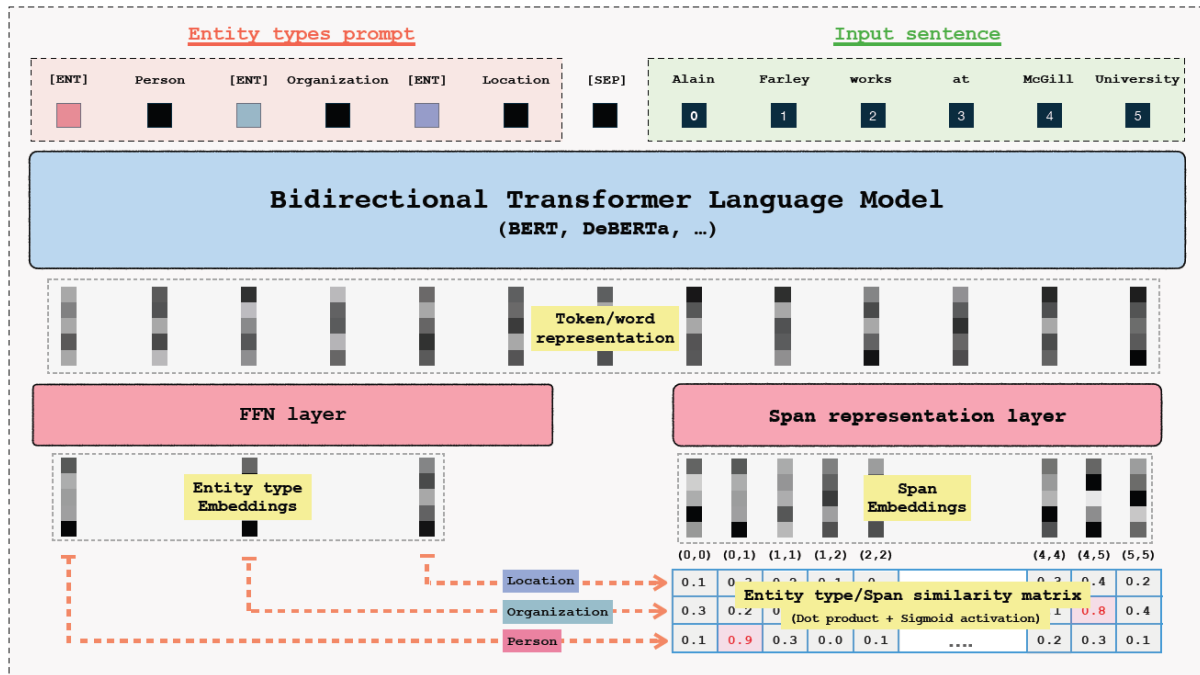 Entity types prompt
Input sentence
[ENT] Person [ENT] Organization [ENT] Location [SEP] Alain Farley works at McGill University
0 1 2 3 4 5
Bidirectional Transformer Language Model
(BERT, DeBERTa, …)
Token/word
representation
FFN layer
Span representation layer
Entity type
Embeddings
Span
Embeddings
(0,0) (0,1) (1,1) (1,2) (2,2) (4,4) (4,5) (5,5)
Location 0.1 0.4 0.2
Entity type/Span similarity matrix
Organization 0.3 0.2 0.8 0.4
(Dot product + Sigmoid activation)
Person 0.1 0.9 0.3 0.0 0.1 .... 0.2 0.3 0.1